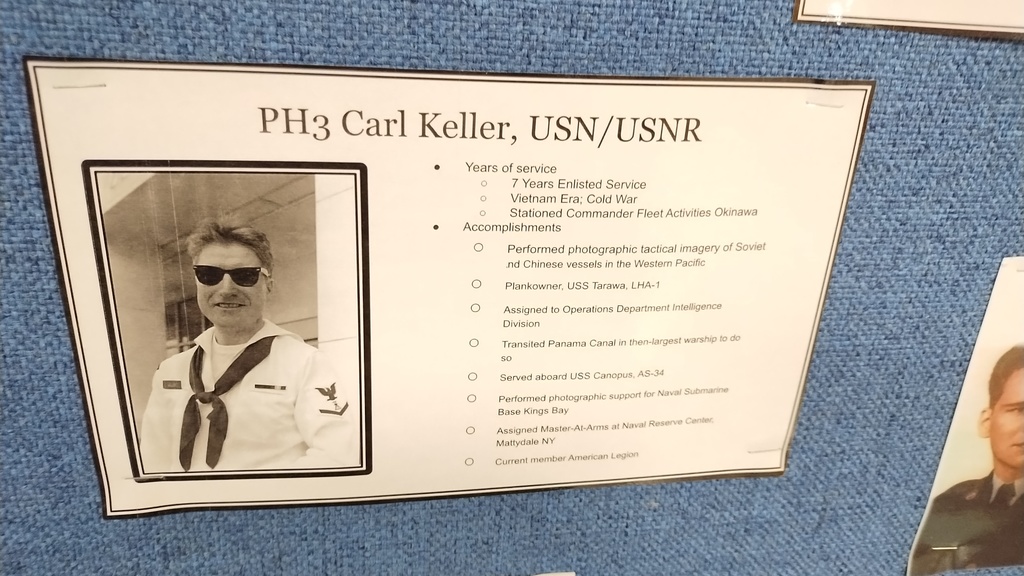 PH3 Carl Keller, USN/USNR
• Years of service
○ 7 Years Enlisted Service
○ Vietnam Era; Cold War
○ Stationed Commander Fleet Activities Okinawa
• Accomplishments
○ Performed photographic tactical imagery of Soviet
nd Chinese vessels in the Western Pacific
○ Plankowner, USS Tarawa, LHA-1
○ Assigned to Operations Department Intelligence
Division
○ Transited Panama Canal in then-largest warship to do
so
○ Served aboard USS Canopus, AS-34
○ Performed photographic support for Naval Submarine
Base Kings Bay
○ Assigned Master-At-Arms at Naval Reserve Center,
Mattydale NY
○ Current member American Legion